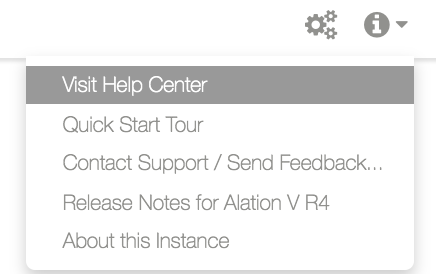 Visit Help Center
Quick Start Tour
Contact Support / Send Feedback...
Release Notes for Alation V R4
About this Instance